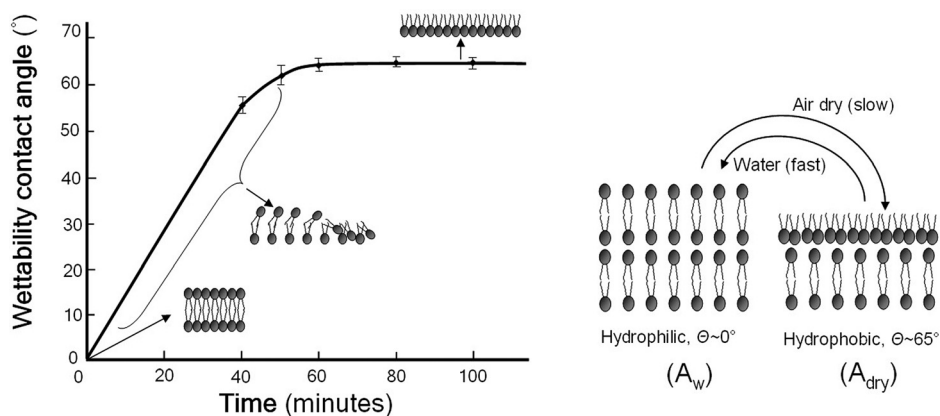 Wettability contact angle (°)
70
60
50
40
30
20
10
0
0
20
40
60
80
100
Time (minutes)
Air dry (slow)
Water (fast)
Hydrophilic, Θ~0°
(Aw)
Hydrophobic, Θ~65°
(Adry)